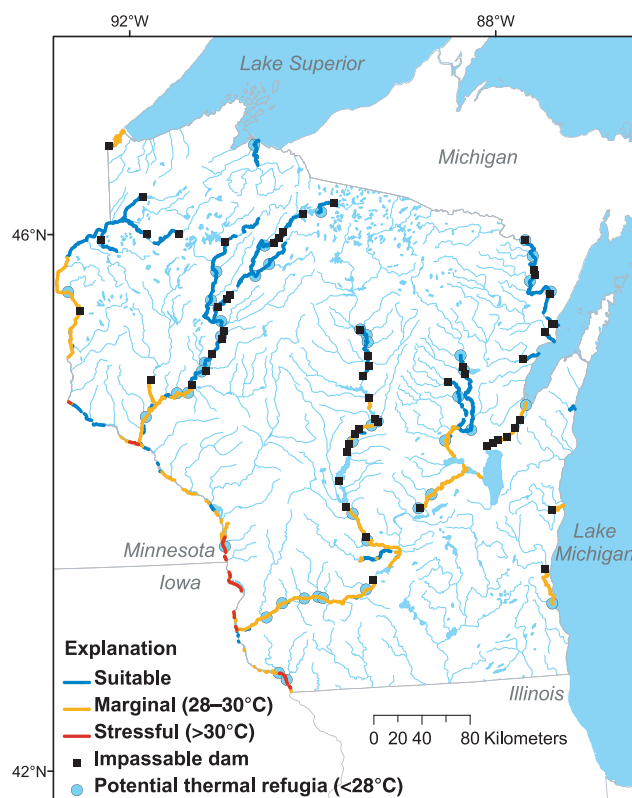 92°W 88°W
Lake Superior
Michigan
46°N
Minnesota
Lake
Michigan
Iowa
Explanation
Suitable
Marginal (28–30°C)
Stressful (>30°C)
Impassable dam
Potential thermal refugia (<28°C)
Illinois
0 20 40 80 Kilometers
42°N